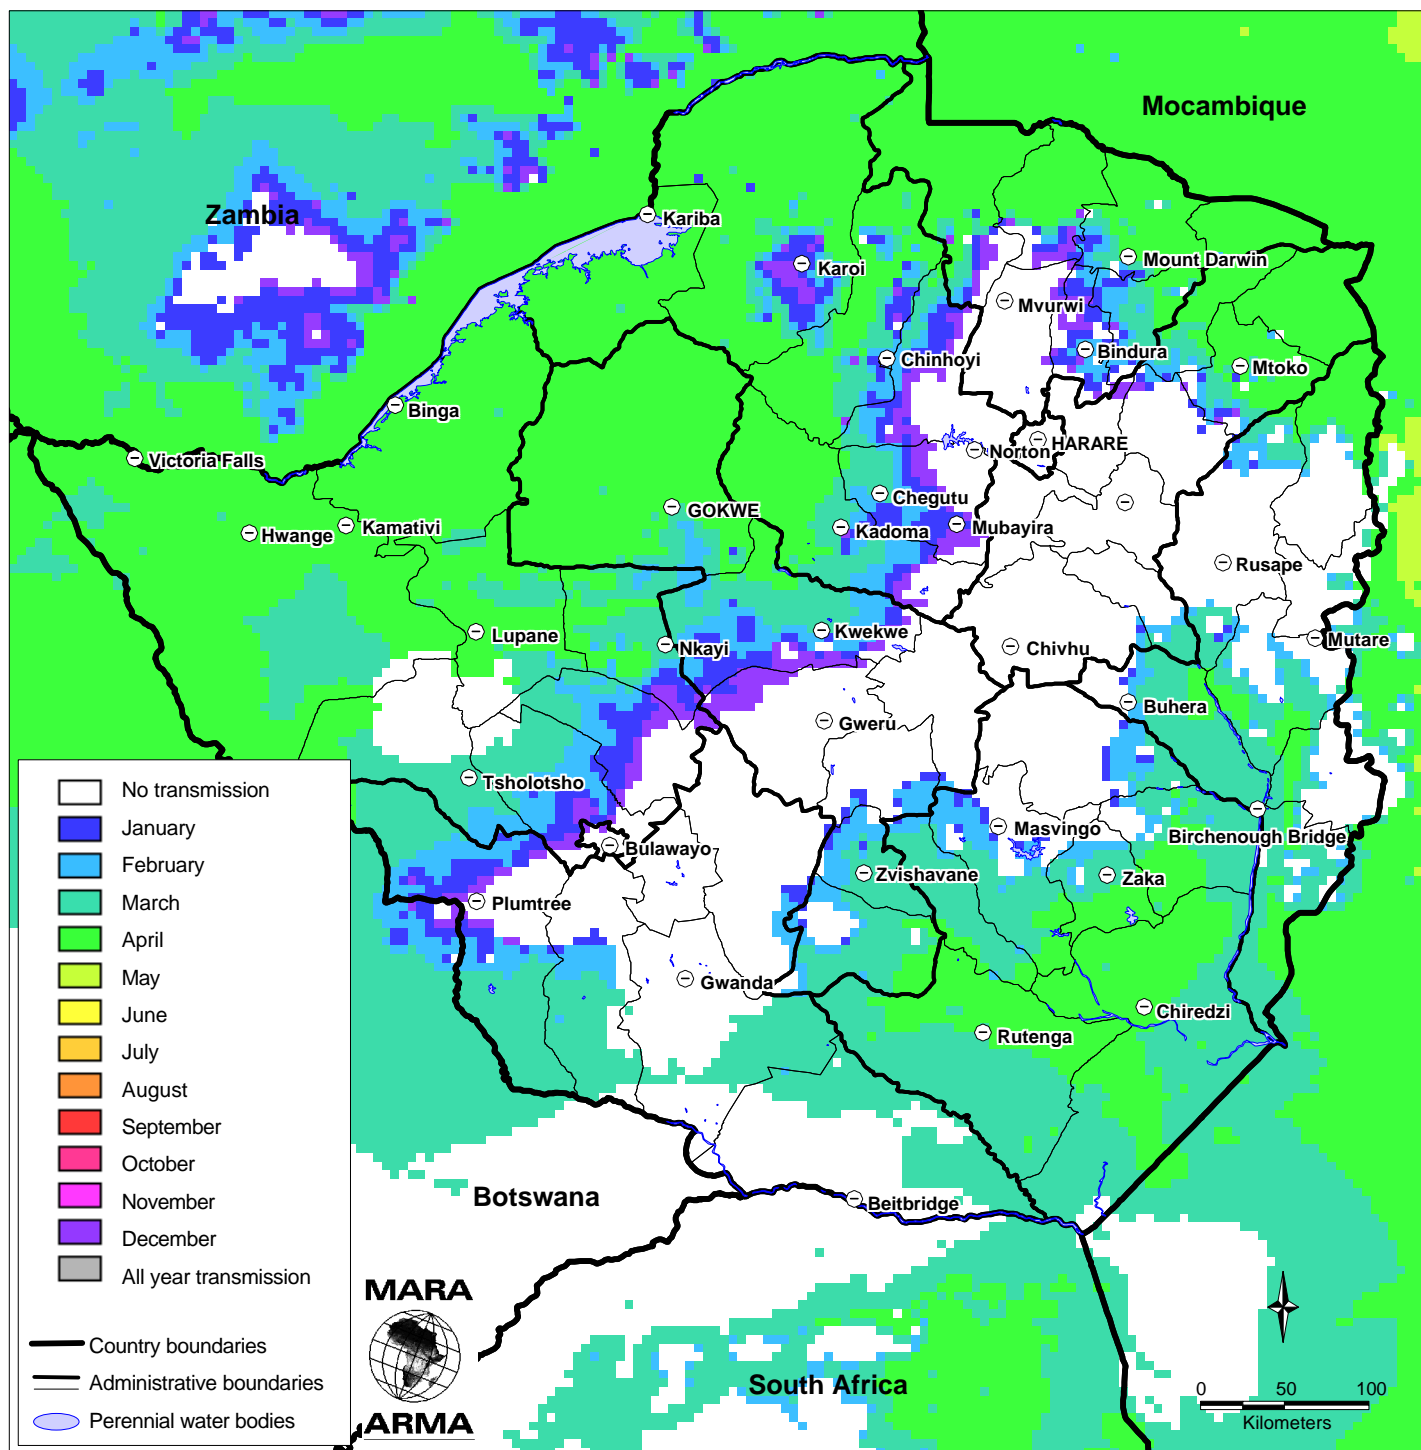 Mocambique
Zambia
Kariba
Karoi
Mount Darwin
Mvurwi
Chinhoyi
Bindura
Mtoko
Binga
HARARE
Norton
Victoria Falls
Chegutu
GOKWE
Kamativi
Kadoma
Mubayira
Hwange
Rusape
Lupane
Kwekwe
Mutare
Nkayi
Chivhu
Buhera
Gweru
Tsholotsho
Masvingo
Birchenough Bridge
Bulawayo
Zvishavane
Zaka
Plumtree
Gwanda
Chiredzi
Rutenga
Botswana
Beitbridge
South Africa
No transmission
January
February
March
April
May
June
July
August
September
October
November
December
All year transmission
Country boundaries
Administrative boundaries
Perennial water bodies
MARA
ARMA
0 50 100
Kilometers